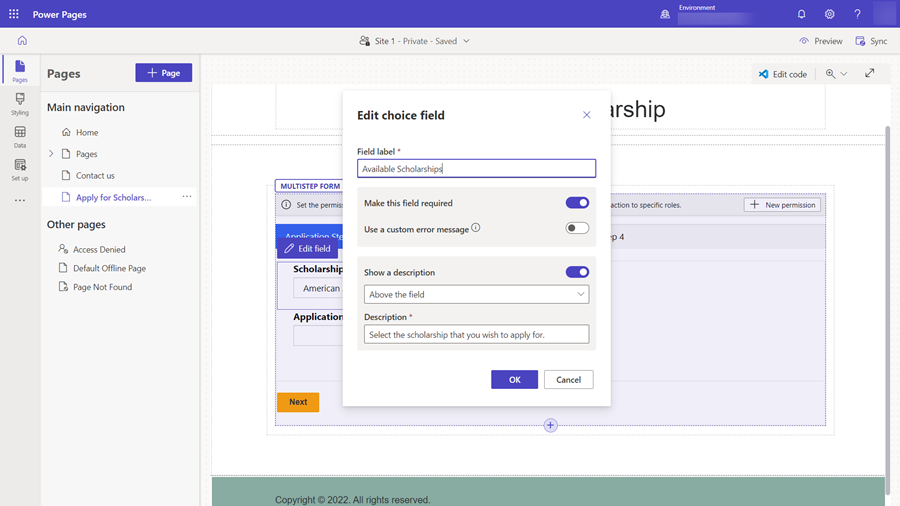 Power Pages
Environment
Site 1 - Private - Saved
Preview
Sync
Pages
Styling
Data
Set up
Pages
+ Page
Main navigation
Home
Pages
Contact us
Apply for Scholars...
Other pages
Access Denied
Default Offline Page
Page Not Found
Edit code
arship
MULTISTEP FORM
Set the permiss
action to specific roles.
New permission
Application Ste
p 4
Edit field
Scholarship
American
Application
Next
Copyright © 2022. All rights reserved.
Edit choice field
Field label *
Available Scholarships
Make this field required
Use a custom error message
Show a description
Above the field
Description *
Select the scholarship that you wish to apply for.
OK
Cancel